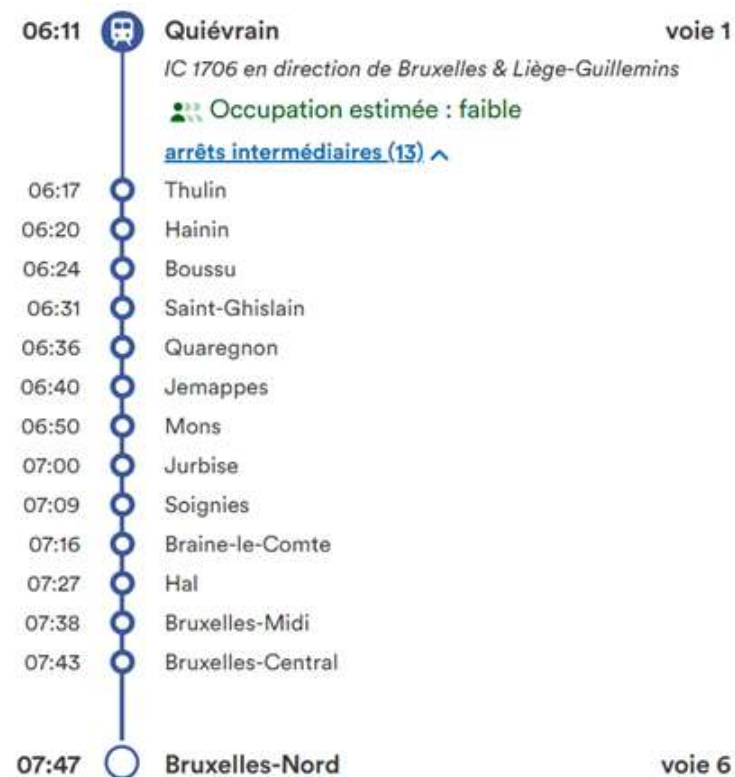 06:11 Quiévrain voie 1
IC 1706 en direction de Bruxelles & Liège-Guillemins
Occupation estimée : faible
arrêts intermédiaires (13)
06:17 Thulin
06:20 Hainin
06:24 Boussu
06:31 Saint-Ghislain
06:36 Quaregnon
06:40 Jemappes
06:50 Mons
07:00 Jurbise
07:09 Soignies
07:16 Braine-le-Comte
07:27 Hal
07:38 Bruxelles-Midi
07:43 Bruxelles-Central
07:47 Bruxelles-Nord voie 6